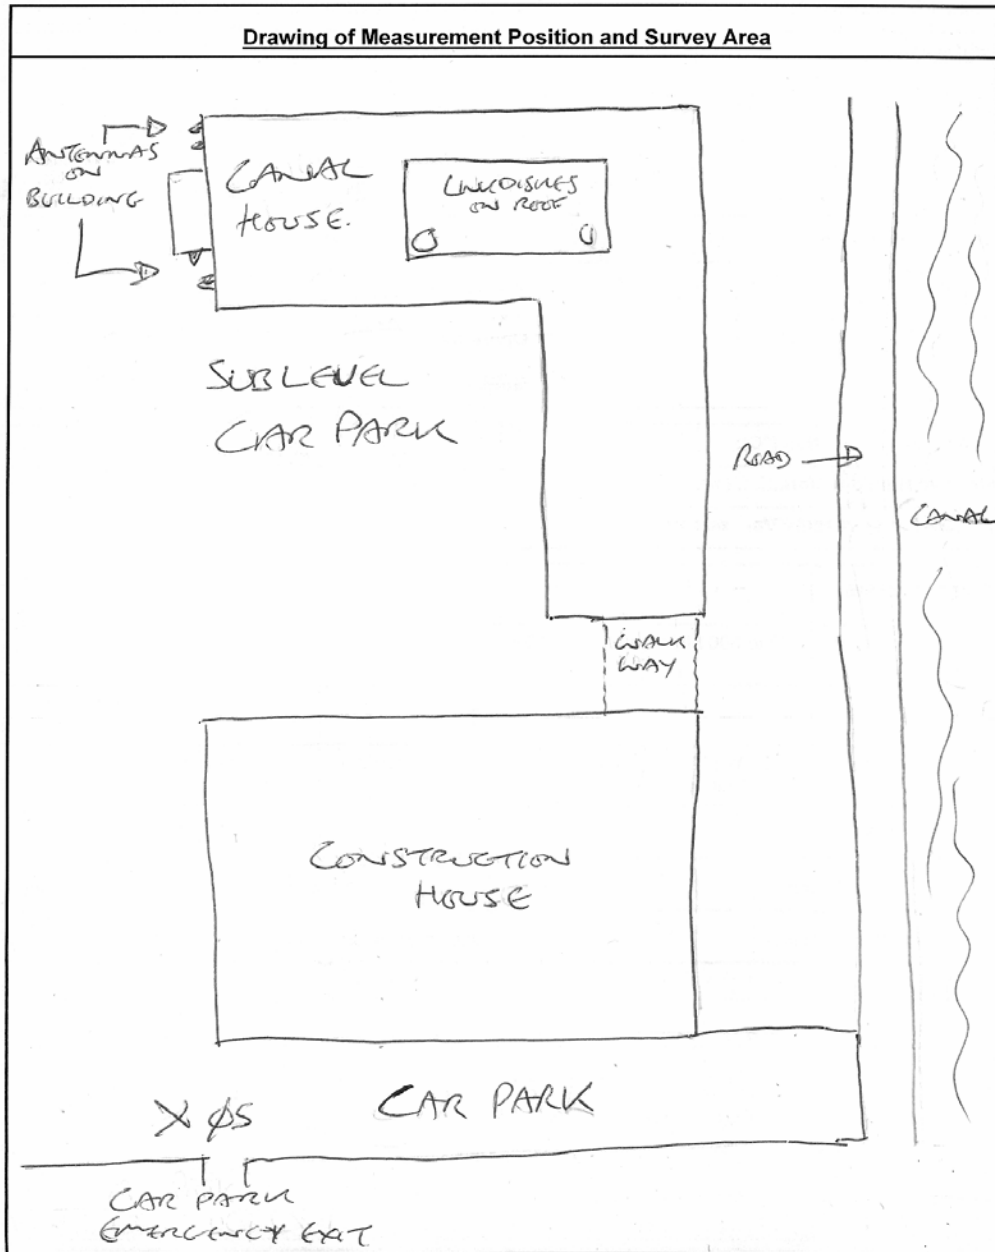 Drawing of Measurement Position and Survey Area
ANTENNAS
ON
BUILDING
CANAL
HOUSE.
LINKDISHES
ON ROOF
SUBLEVEL
CAR PARK
ROAD
CANAL
WALK
WAY
CONSTRUCTION
HOUSE
CAR PARK
X Ø5
CAR PARK
EMERGENCY EXIT